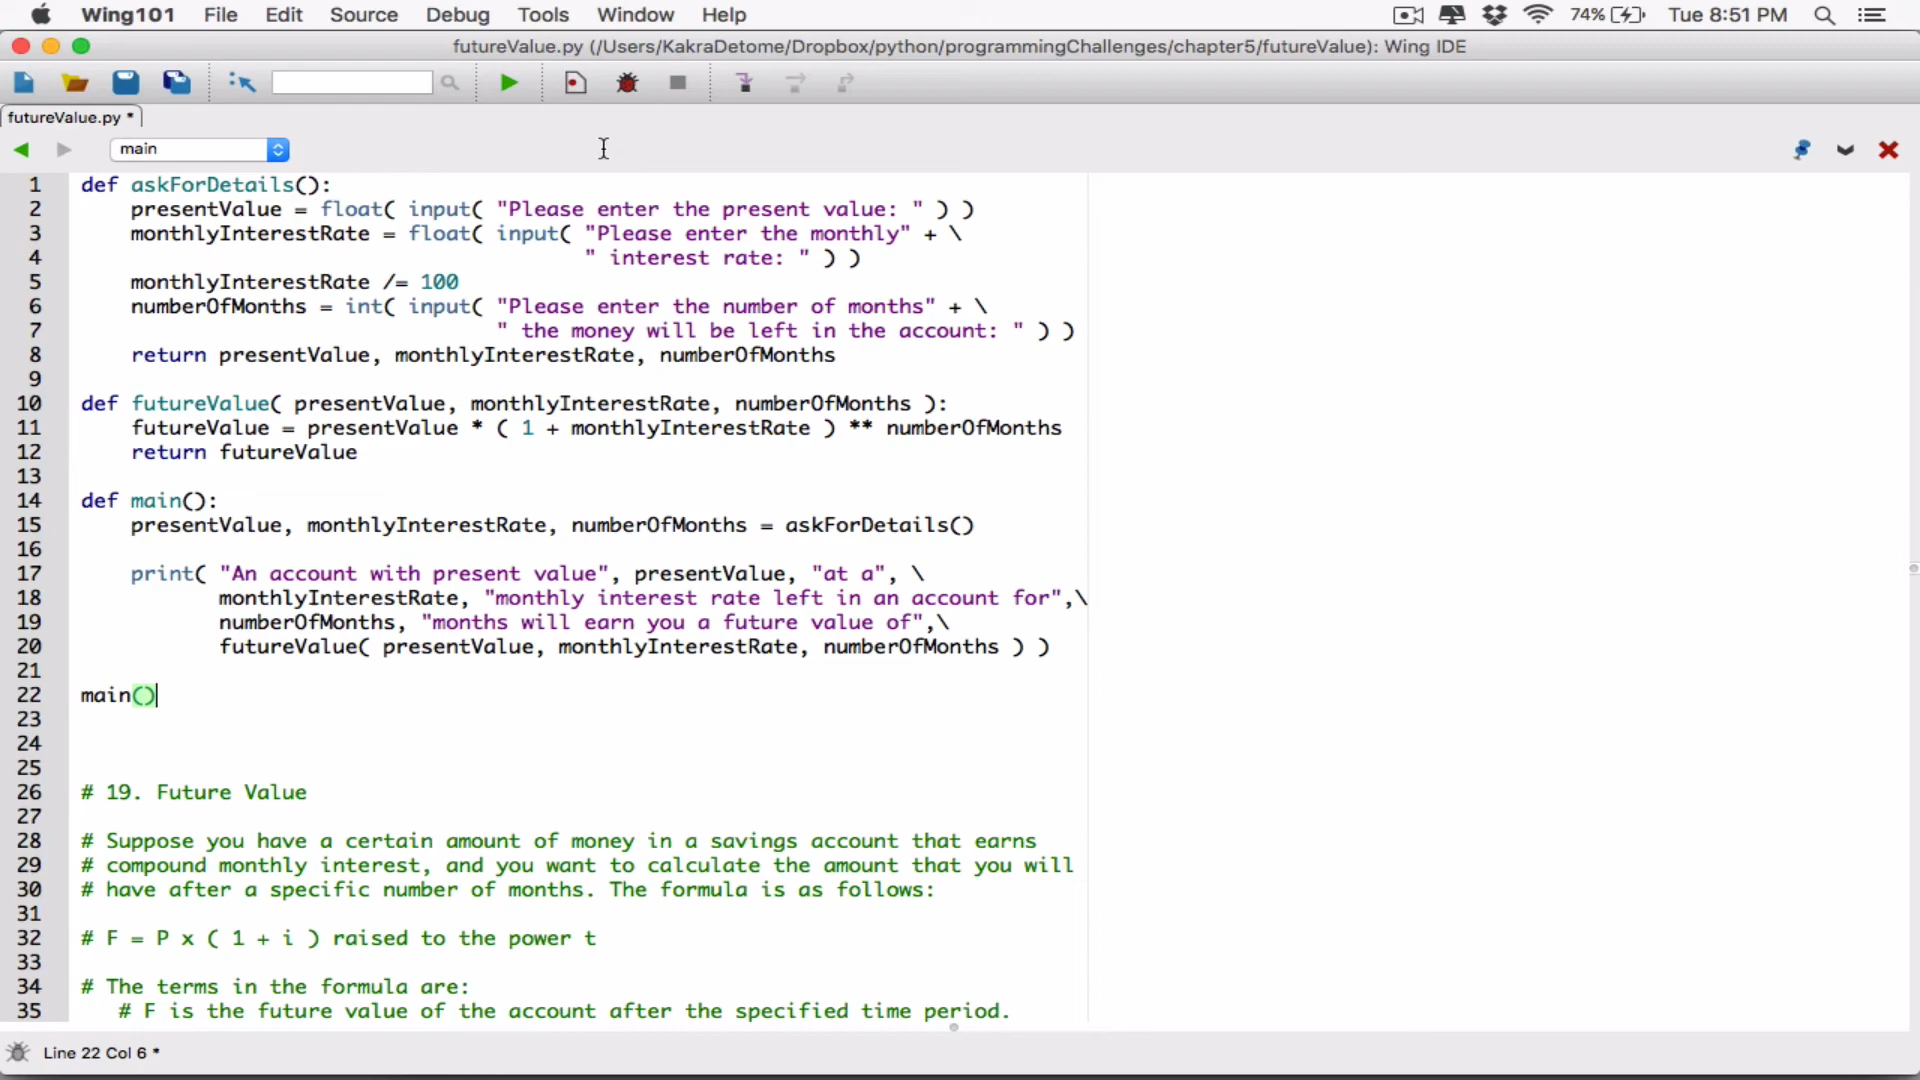 Wing101 File Edit Source Debug Tools Window Help 74% Tue 8:51 PM
futureValue.py (/Users/KakraDetome/Dropbox/python/programmingChallenges/chapter5/futureValue): Wing IDE
futureValue.py *
main
1 def askForDetails():
2 presentValue = float( input( "Please enter the present value: " ) )
3 monthlyInterestRate = float( input( "Please enter the monthly" + \
4 " interest rate: " ) )
5 monthlyInterestRate /= 100
6 numberOfMonths = int( input( "Please enter the number of months" + \
7 " the money will be left in the account: " ) )
8 return presentValue, monthlyInterestRate, numberOfMonths
9
10 def futureValue( presentValue, monthlyInterestRate, numberOfMonths ):
11 futureValue = presentValue * ( 1 + monthlyInterestRate ) ** numberOfMonths
12 return futureValue
13
14 def main():
15 presentValue, monthlyInterestRate, numberOfMonths = askForDetails()
16
17 print( "An account with present value", presentValue, "at a", \
18 monthlyInterestRate, "monthly interest rate left in an account for",\
19 numberOfMonths, "months will earn you a future value of",\
20 futureValue( presentValue, monthlyInterestRate, numberOfMonths ) )
21
22 main()
23
24
25
26 # 19. Future Value
27
28 # Suppose you have a certain amount of money in a savings account that earns
29 # compound monthly interest, and you want to calculate the amount that you will
30 # have after a specific number of months. The formula is as follows:
31
32 # F = P x ( 1 + i ) raised to the power t
33
34 # The terms in the formula are:
35 # F is the future value of the account after the specified time period.
Line 22 Col 6 *